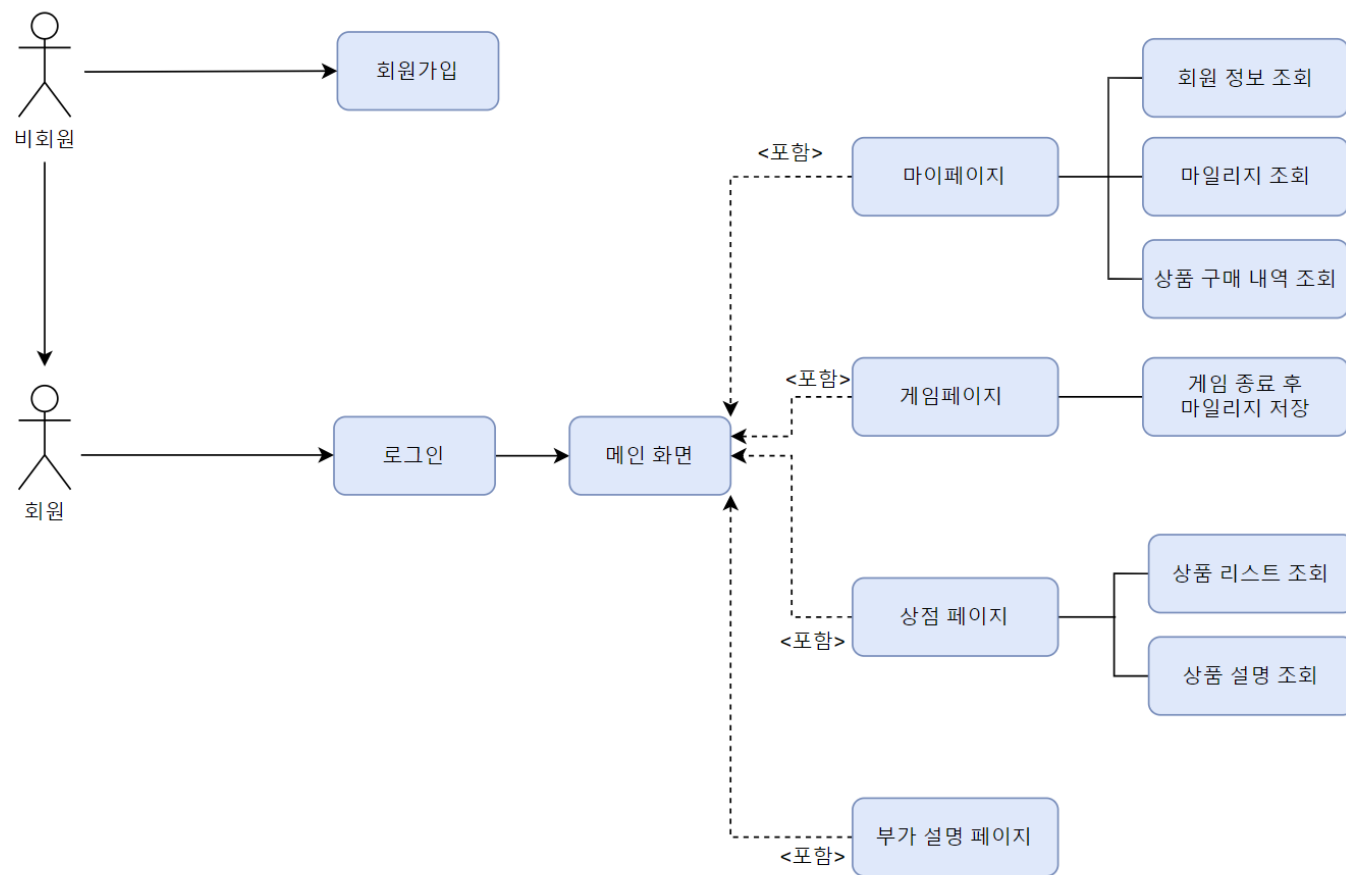 비회원
회원가입
회원
로그인
메인 화면
<포함>
마이페이지
회원 정보 조회
마일리지 조회
상품 구매 내역 조회
<포함>
게임페이지
게임 종료 후
마일리지 저장
<포함>
상점 페이지
상품 리스트 조회
상품 설명 조회
<포함>
부가 설명 페이지